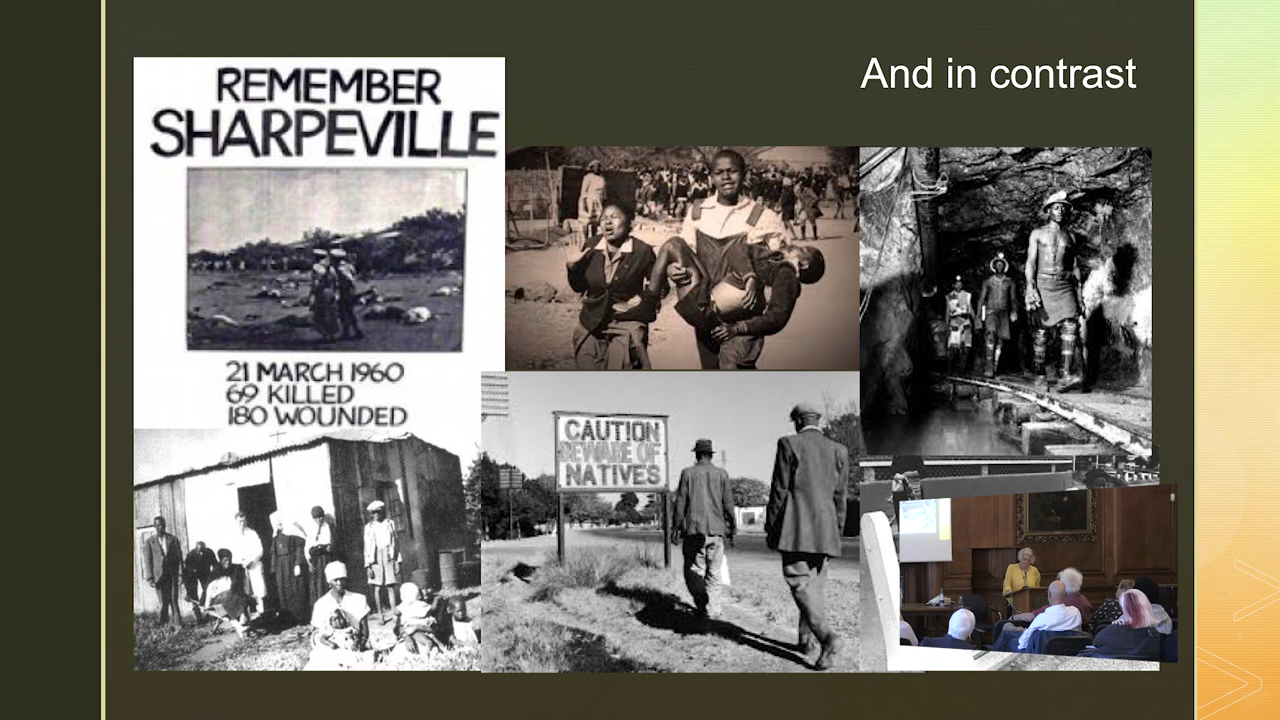 And in contrast
REMEMBER
SHARPEVILLE
21 MARCH 1960
69 KILLED
180 WOUNDED
CAUTION
BEWARE OF
NATIVES